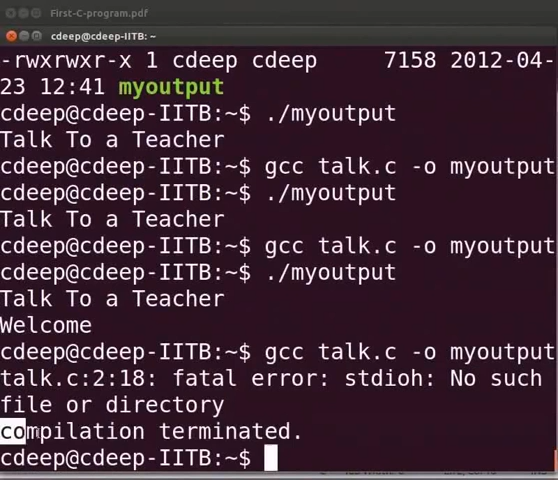 First-C-program.pdf
cdeep@cdeep-IITB: ~
-rwxrwxr-x 1 cdeep cdeep 7158 2012-04-
23 12:41 myoutput
cdeep@cdeep-IITB:~$ ./myoutput
Talk To a Teacher
cdeep@cdeep-IITB:~$ gcc talk.c -o myoutput
cdeep@cdeep-IITB:~$ ./myoutput
Talk To a Teacher
cdeep@cdeep-IITB:~$ gcc talk.c -o myoutput
cdeep@cdeep-IITB:~$ ./myoutput
Talk To a Teacher
Welcome
cdeep@cdeep-IITB:~$ gcc talk.c -o myoutput
talk.c:2:18: fatal error: stdioh: No such
file or directory
compilation terminated.
cdeep@cdeep-IITB:~$